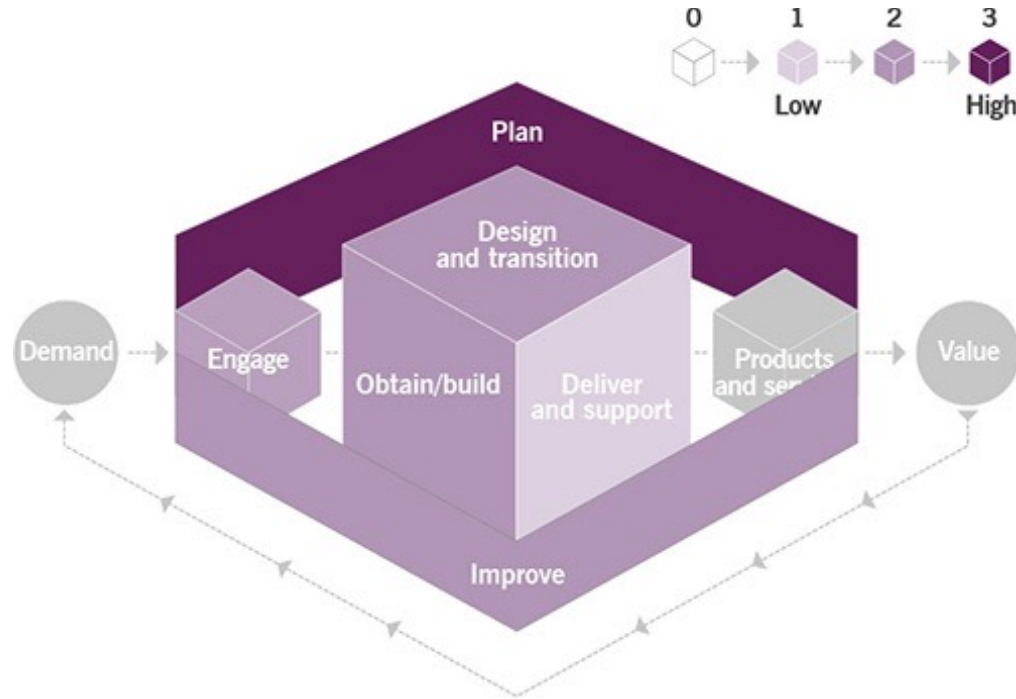 0 1 2 3
Low High
Plan
Design
and transition
Demand
Engage
Obtain/build
Deliver
and support
Products
and
Value
Improve